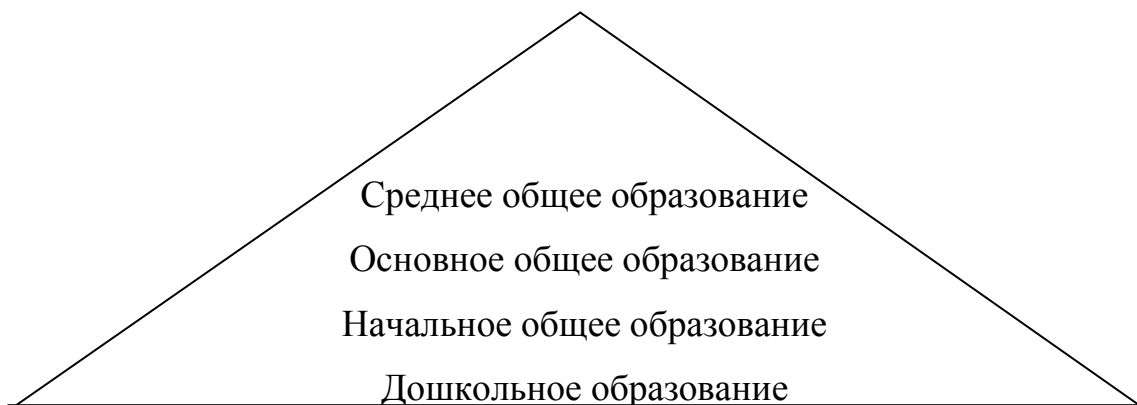 Среднее общее образование
Основное общее образование
Начальное общее образование
Дошкольное образование